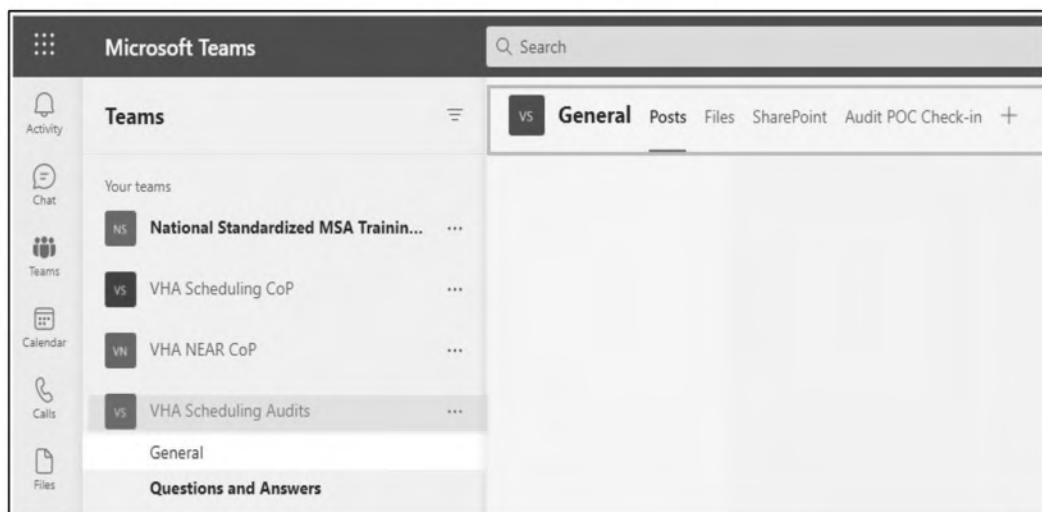 Microsoft Teams
Search
Activity
Chat
Teams
Calendar
Calls
Files
Teams
Your teams
NS National Standardized MSA Trainin... ...
VS VHA Scheduling CoP ...
VN VHA NEAR CoP ...
VS VHA Scheduling Audits ...
General
Questions and Answers
VS General Posts Files SharePoint Audit POC Check-in +